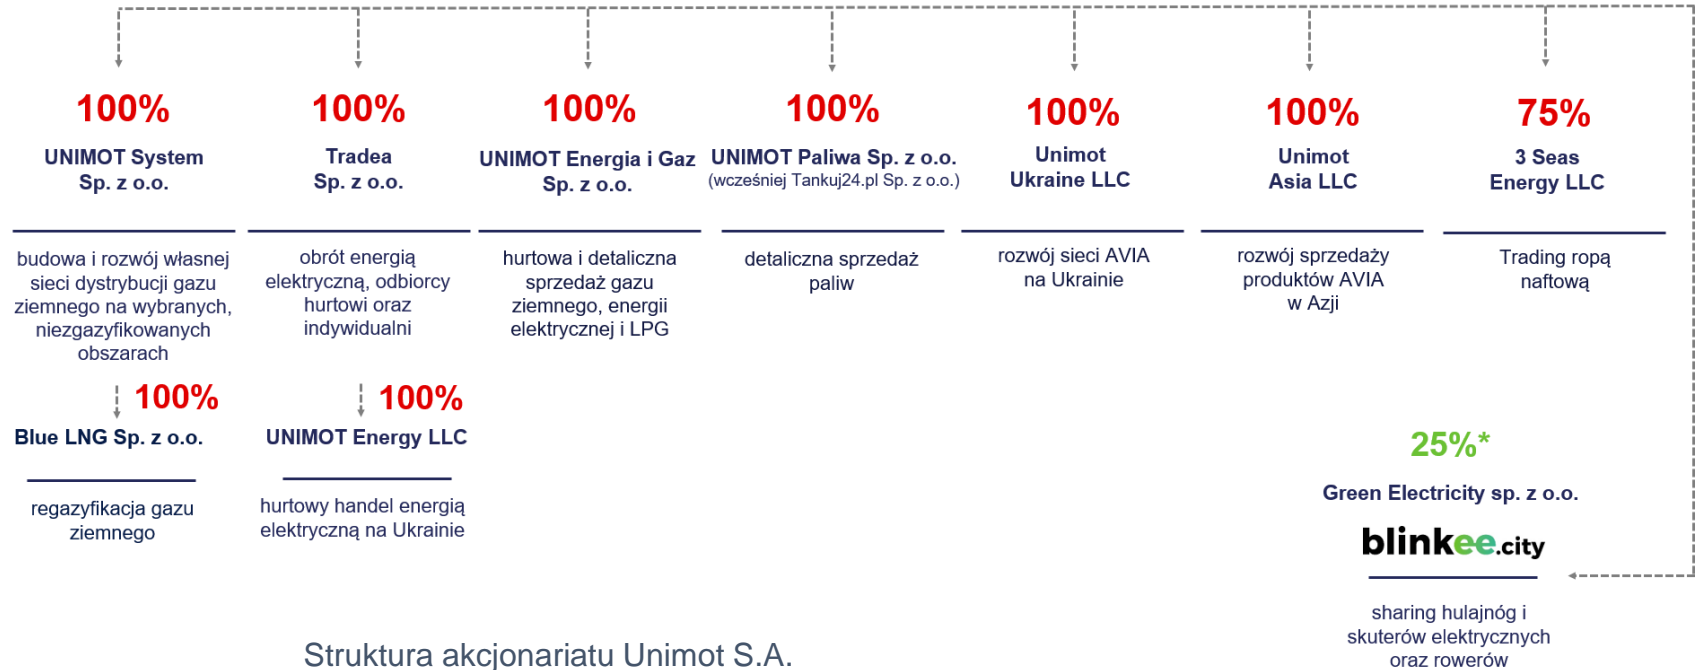 100%
UNIMOT System
Sp. z o.o.
budowa i rozwój własnej
sieci dystrybucji gazu
ziemnego na wybranych,
niezgazyfikowanych
obszarach
100%
Blue LNG Sp. z o.o.
regazyfikacja gazu
ziemnego
100%
Tradea
Sp. z o.o.
obrót energią
elektryczną, odbiorcy
hurtowi oraz
indywidualni
100%
UNIMOT Energy LLC
hurtowy handel energią
elektryczną na Ukrainie
100%
UNIMOT Energia i Gaz
Sp. z o.o.
hurtowa i detaliczna
sprzedaż gazu
ziemnego, energii
elektrycznej i LPG
100%
UNIMOT Paliwa Sp. z o.o.
(wcześniej Tankuj24.pl Sp. z o.o.)
detaliczna sprzedaż
paliw
100%
Unimot
Ukraine LLC
rozwój sieci AVIA
na Ukrainie
100%
Unimot
Asia LLC
rozwój sprzedaży
produktów AVIA
w Azji
75%
3 Seas
Energy LLC
Trading ropą
naftową
25%*
Green Electricity sp. z o.o.
blinkee.city
sharing hulajnóg i
skuterów elektrycznych
oraz rowerów
Struktura akcjonariatu Unimot S.A.